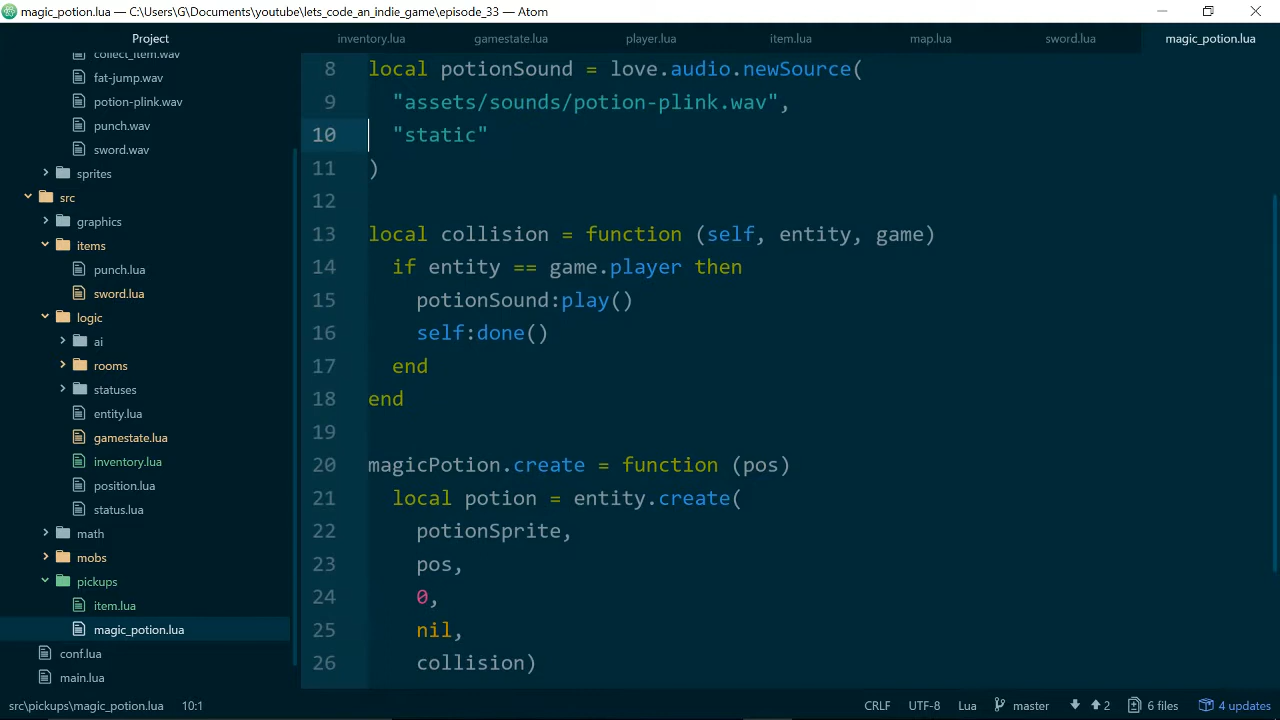 magic_potion.lua — C:\Users\G\Documents\youtube\lets_code_an_indie_game\episode_33 — Atom
Project
inventory.lua
gamestate.lua
player.lua
item.lua
map.lua
sword.lua
magic_potion.lua
collect_item.wav
fat-jump.wav
potion-plink.wav
punch.wav
sword.wav
sprites
src
graphics
items
punch.lua
sword.lua
logic
ai
rooms
statuses
entity.lua
gamestate.lua
inventory.lua
position.lua
status.lua
math
mobs
pickups
item.lua
magic_potion.lua
conf.lua
main.lua
8 local potionSound = love.audio.newSource(
9 "assets/sounds/potion-plink.wav",
10 "static"
11 )
12
13 local collision = function (self, entity, game)
14 if entity == game.player then
15 potionSound:play()
16 self:done()
17 end
18 end
19
20 magicPotion.create = function (pos)
21 local potion = entity.create(
22 potionSprite,
23 pos,
24 0,
25 nil,
26 collision)
src\pickups\magic_potion.lua 10:1
CRLF UTF-8 Lua master 2 6 files 4 updates